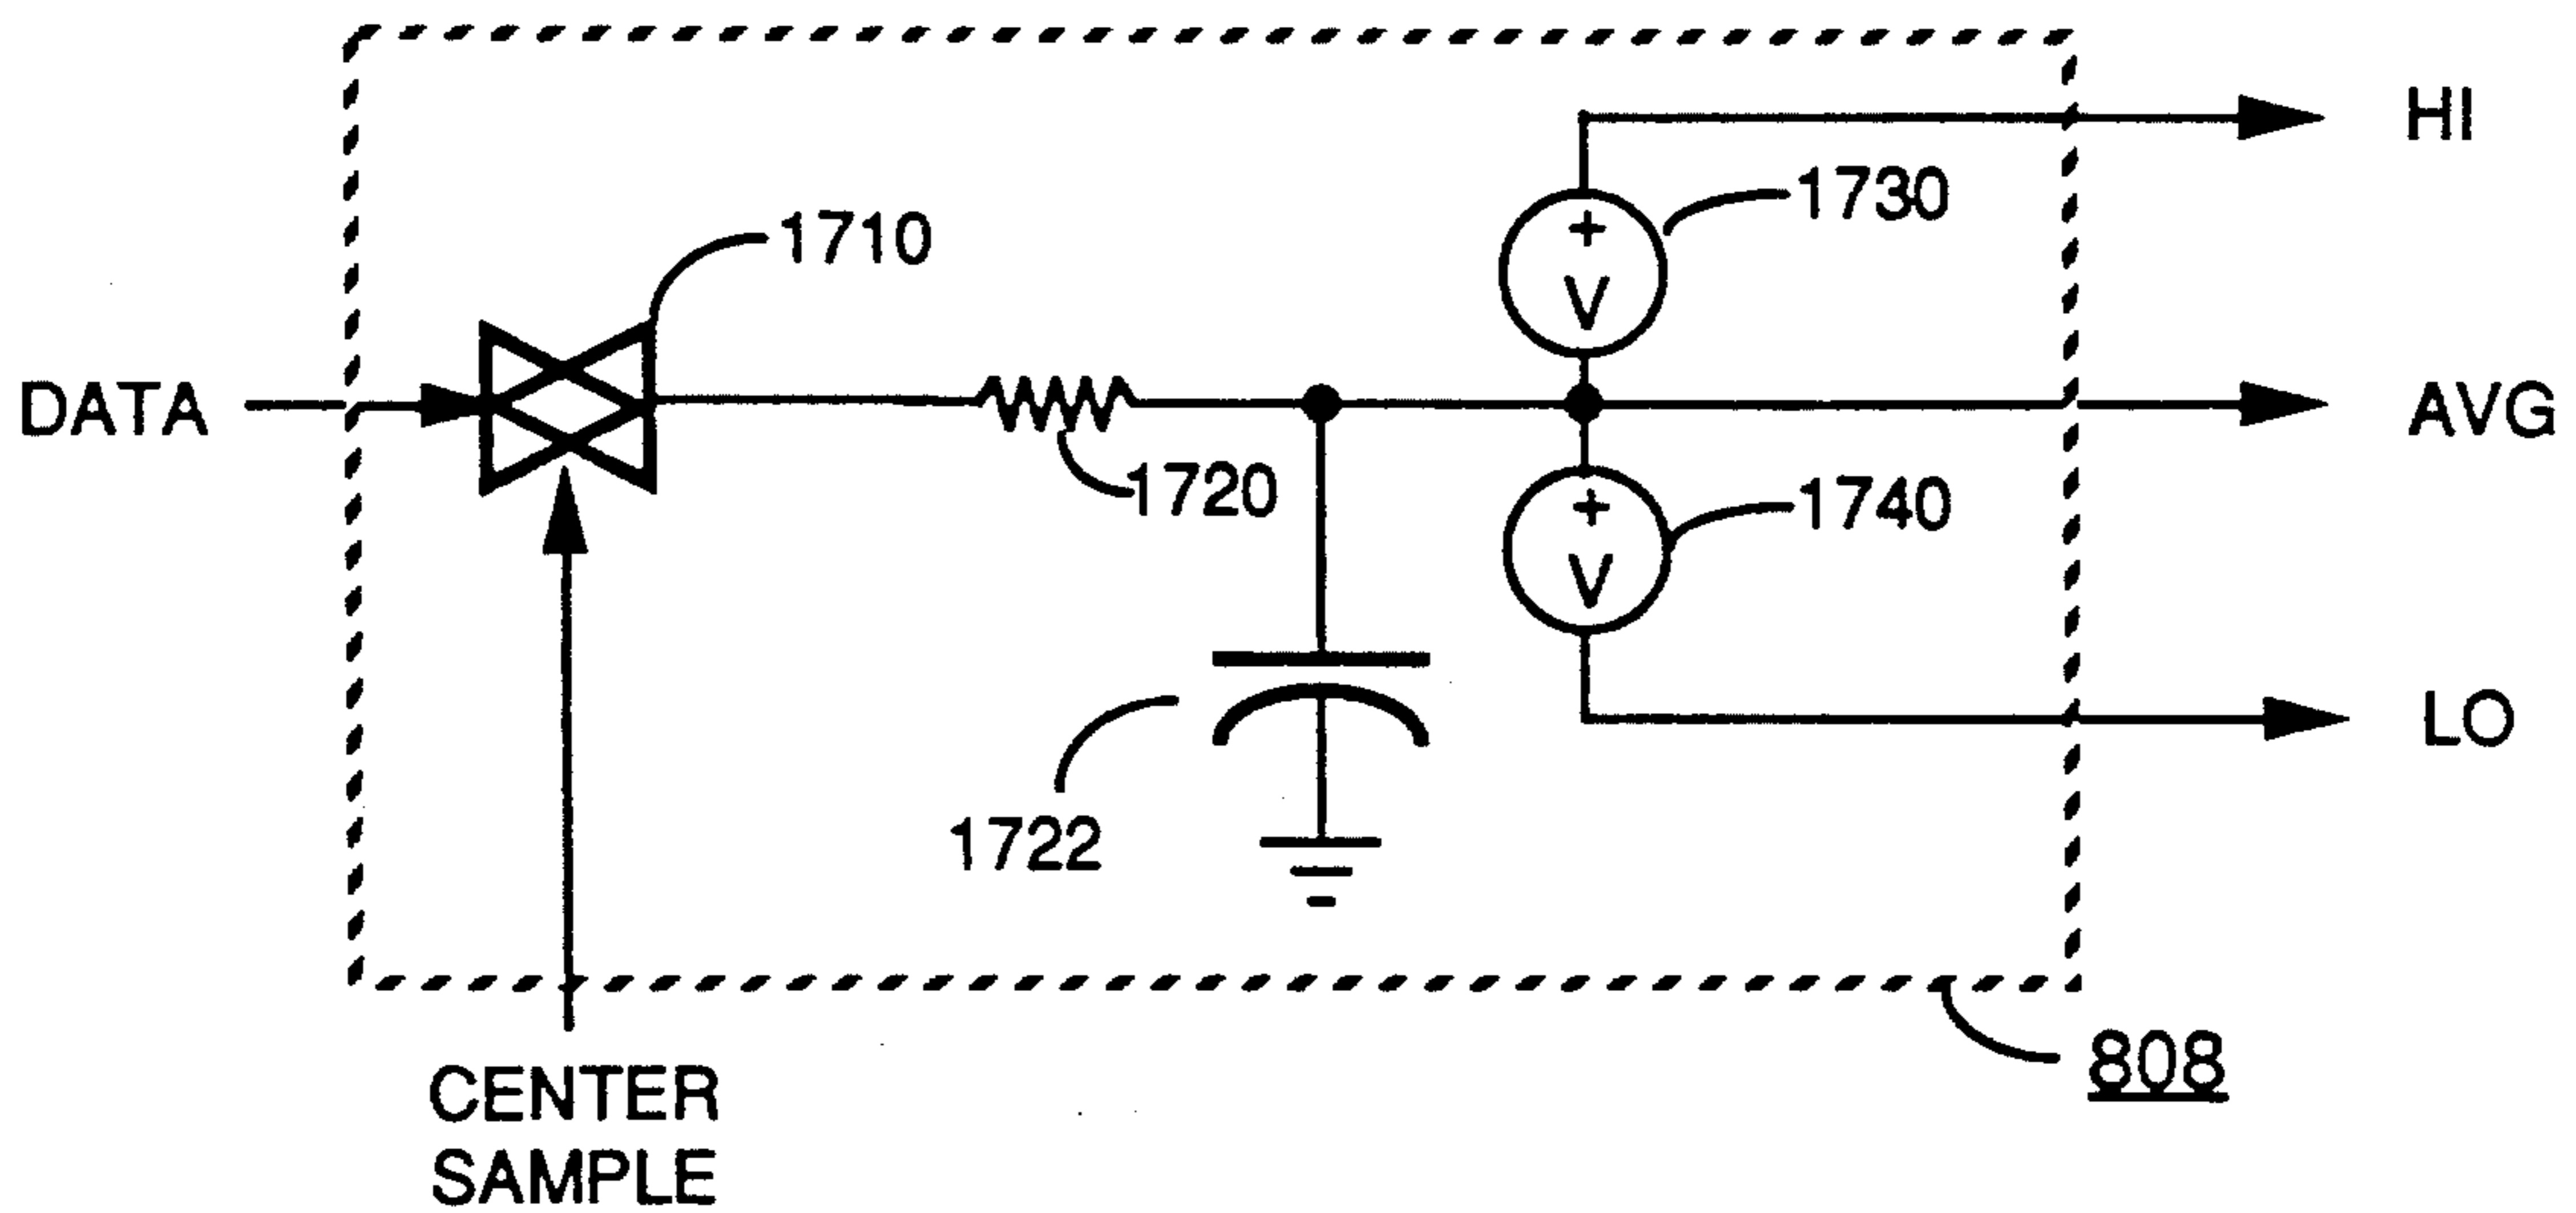 HI
1730
+
V
1710
DATA
AVG
1720
+
V
1740
LO
1722
808
CENTER
SAMPLE